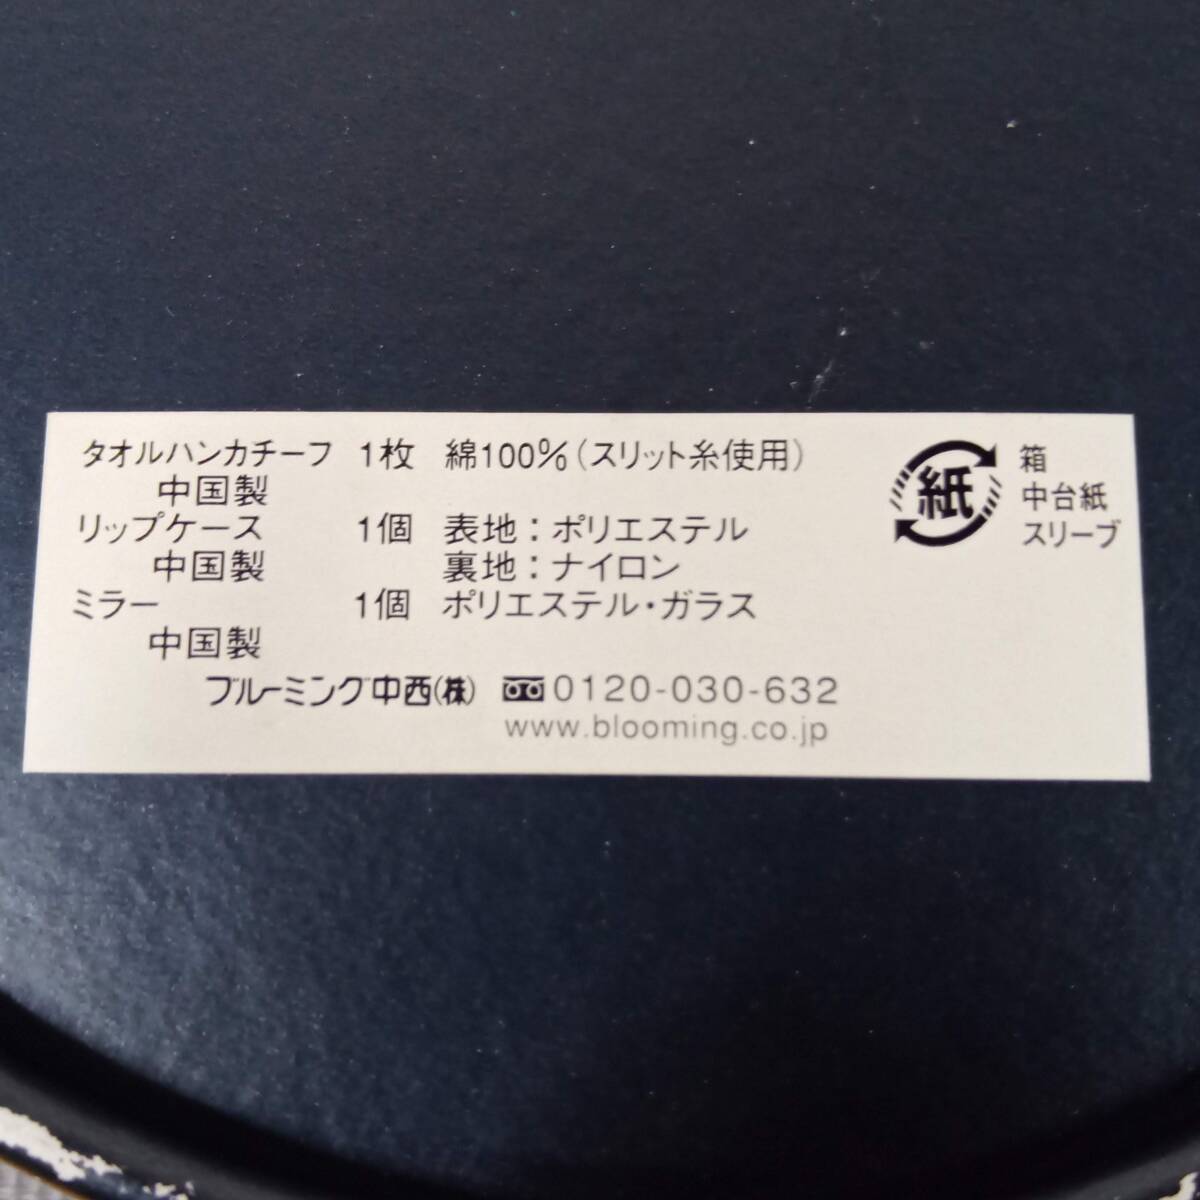 タオルハンカチーフ 1枚 綿100%(スリット糸使用)
中国製
リップケース 1個 表地:ポリエステル
中国製 裏地:ナイロン
ミラー 1個 ポリエステル・ガラス
中国製
ブルーミング中西(株) 0120-030-632
www.blooming.co.jp
紙
箱
中台紙
スリーブ